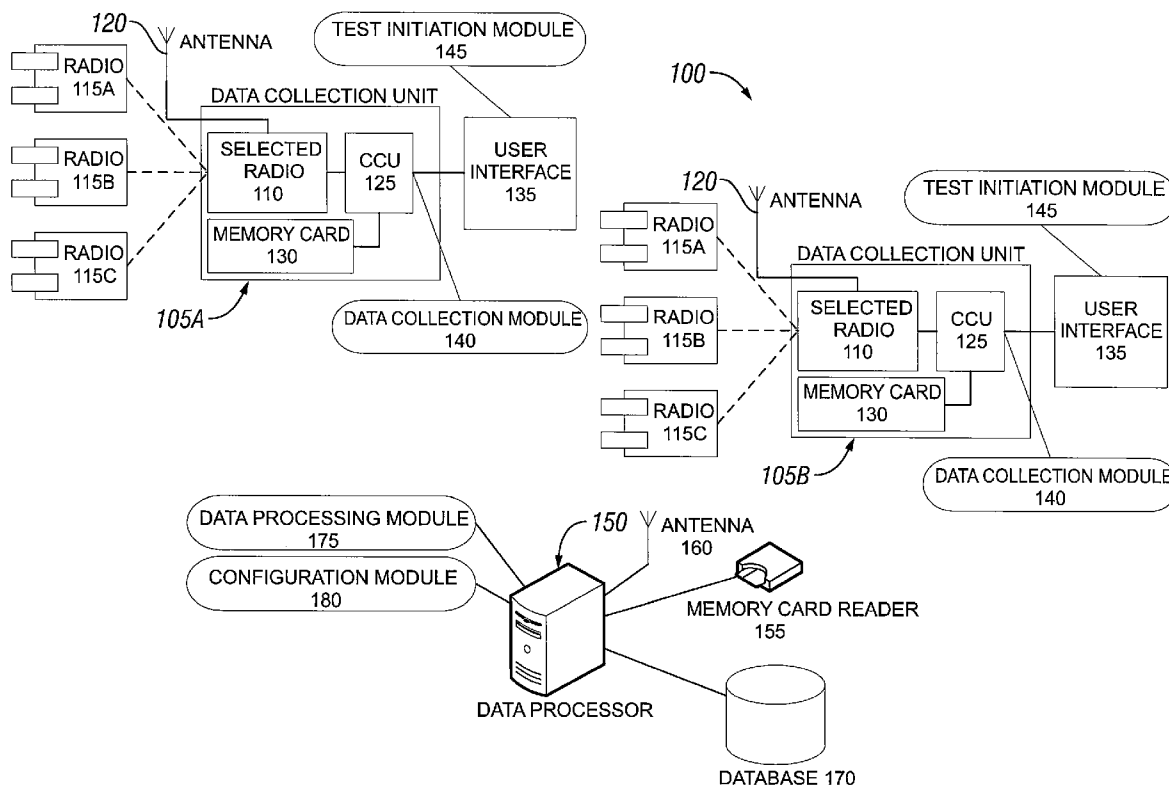 120
ANTENNA
TEST INITIATION MODULE
145
RADIO
115A
RADIO
115B
RADIO
115C
DATA COLLECTION UNIT
SELECTED
RADIO
110
CCU
125
MEMORY CARD
130
USER
INTERFACE
135
105A
DATA COLLECTION MODULE
140
100
120
ANTENNA
TEST INITIATION MODULE
145
RADIO
115A
RADIO
115B
RADIO
115C
DATA COLLECTION UNIT
SELECTED
RADIO
110
CCU
125
MEMORY CARD
130
USER
INTERFACE
135
105B
DATA COLLECTION MODULE
140
DATA PROCESSING MODULE
175
CONFIGURATION MODULE
180
150
ANTENNA
160
MEMORY CARD READER
155
DATA PROCESSOR
DATABASE 170